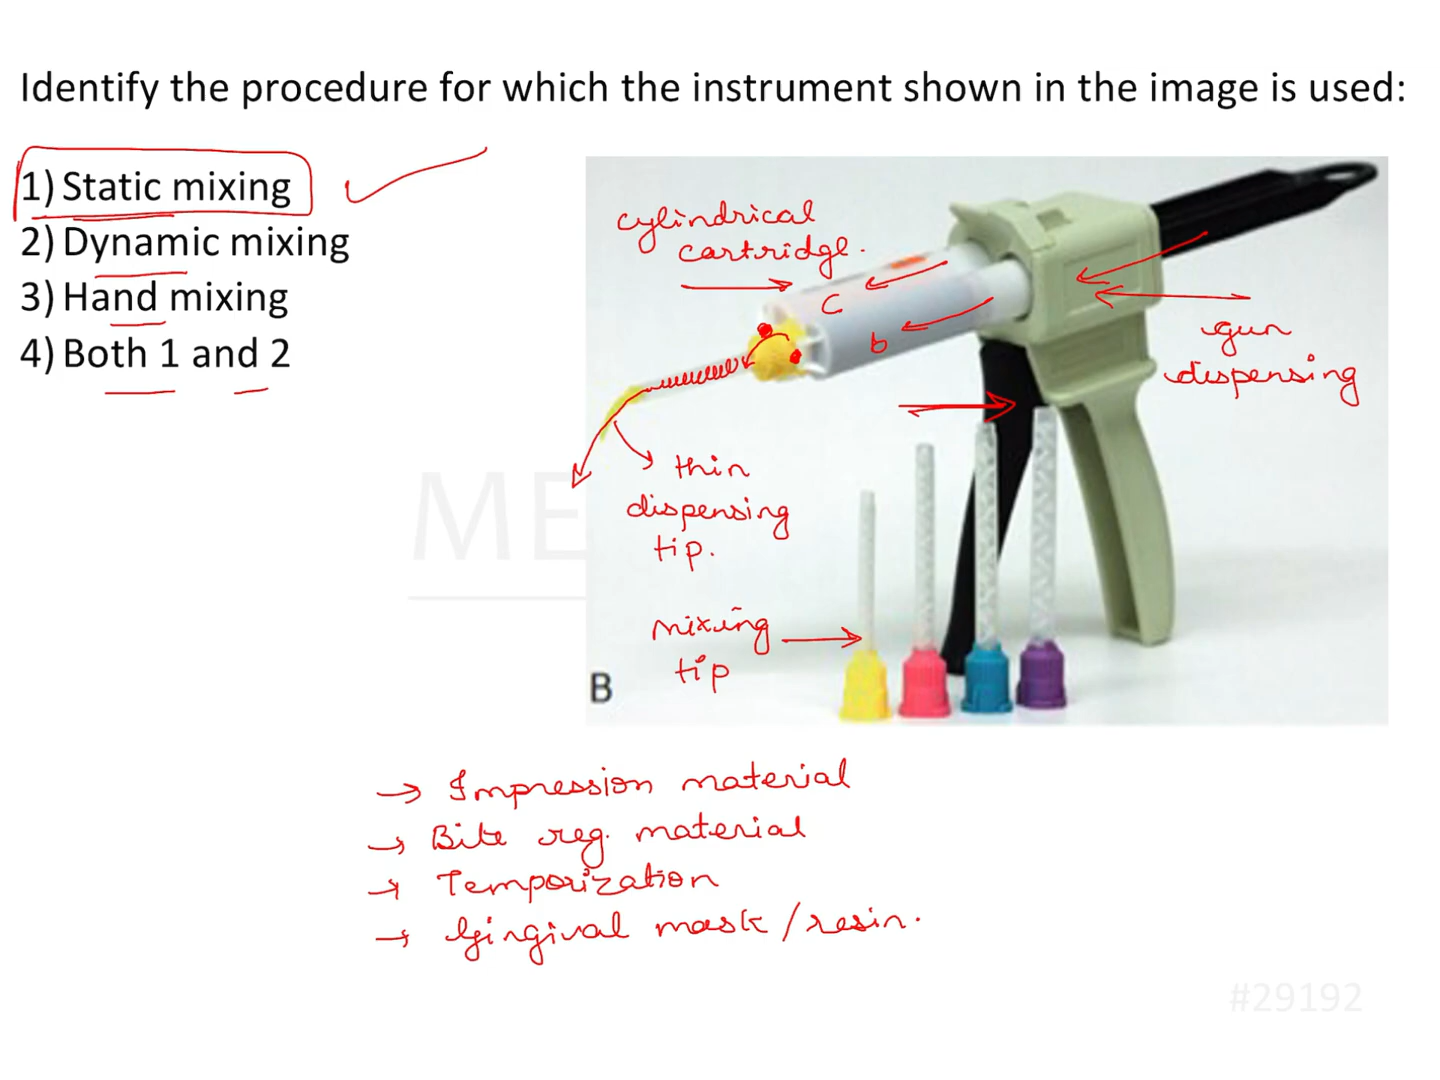 Identify the procedure for which the instrument shown in the image is used:
1) Static mixing
2) Dynamic mixing
3) Hand mixing
4) Both 1 and 2
cylindrical
cartridge.
c
b
gun
dispensing
thin
dispensing
tip.
mixing
tip
B
ME
→ Impression material
→ Bite reg. material
→ Temporization
→ Gingival mask/resin.
#29192